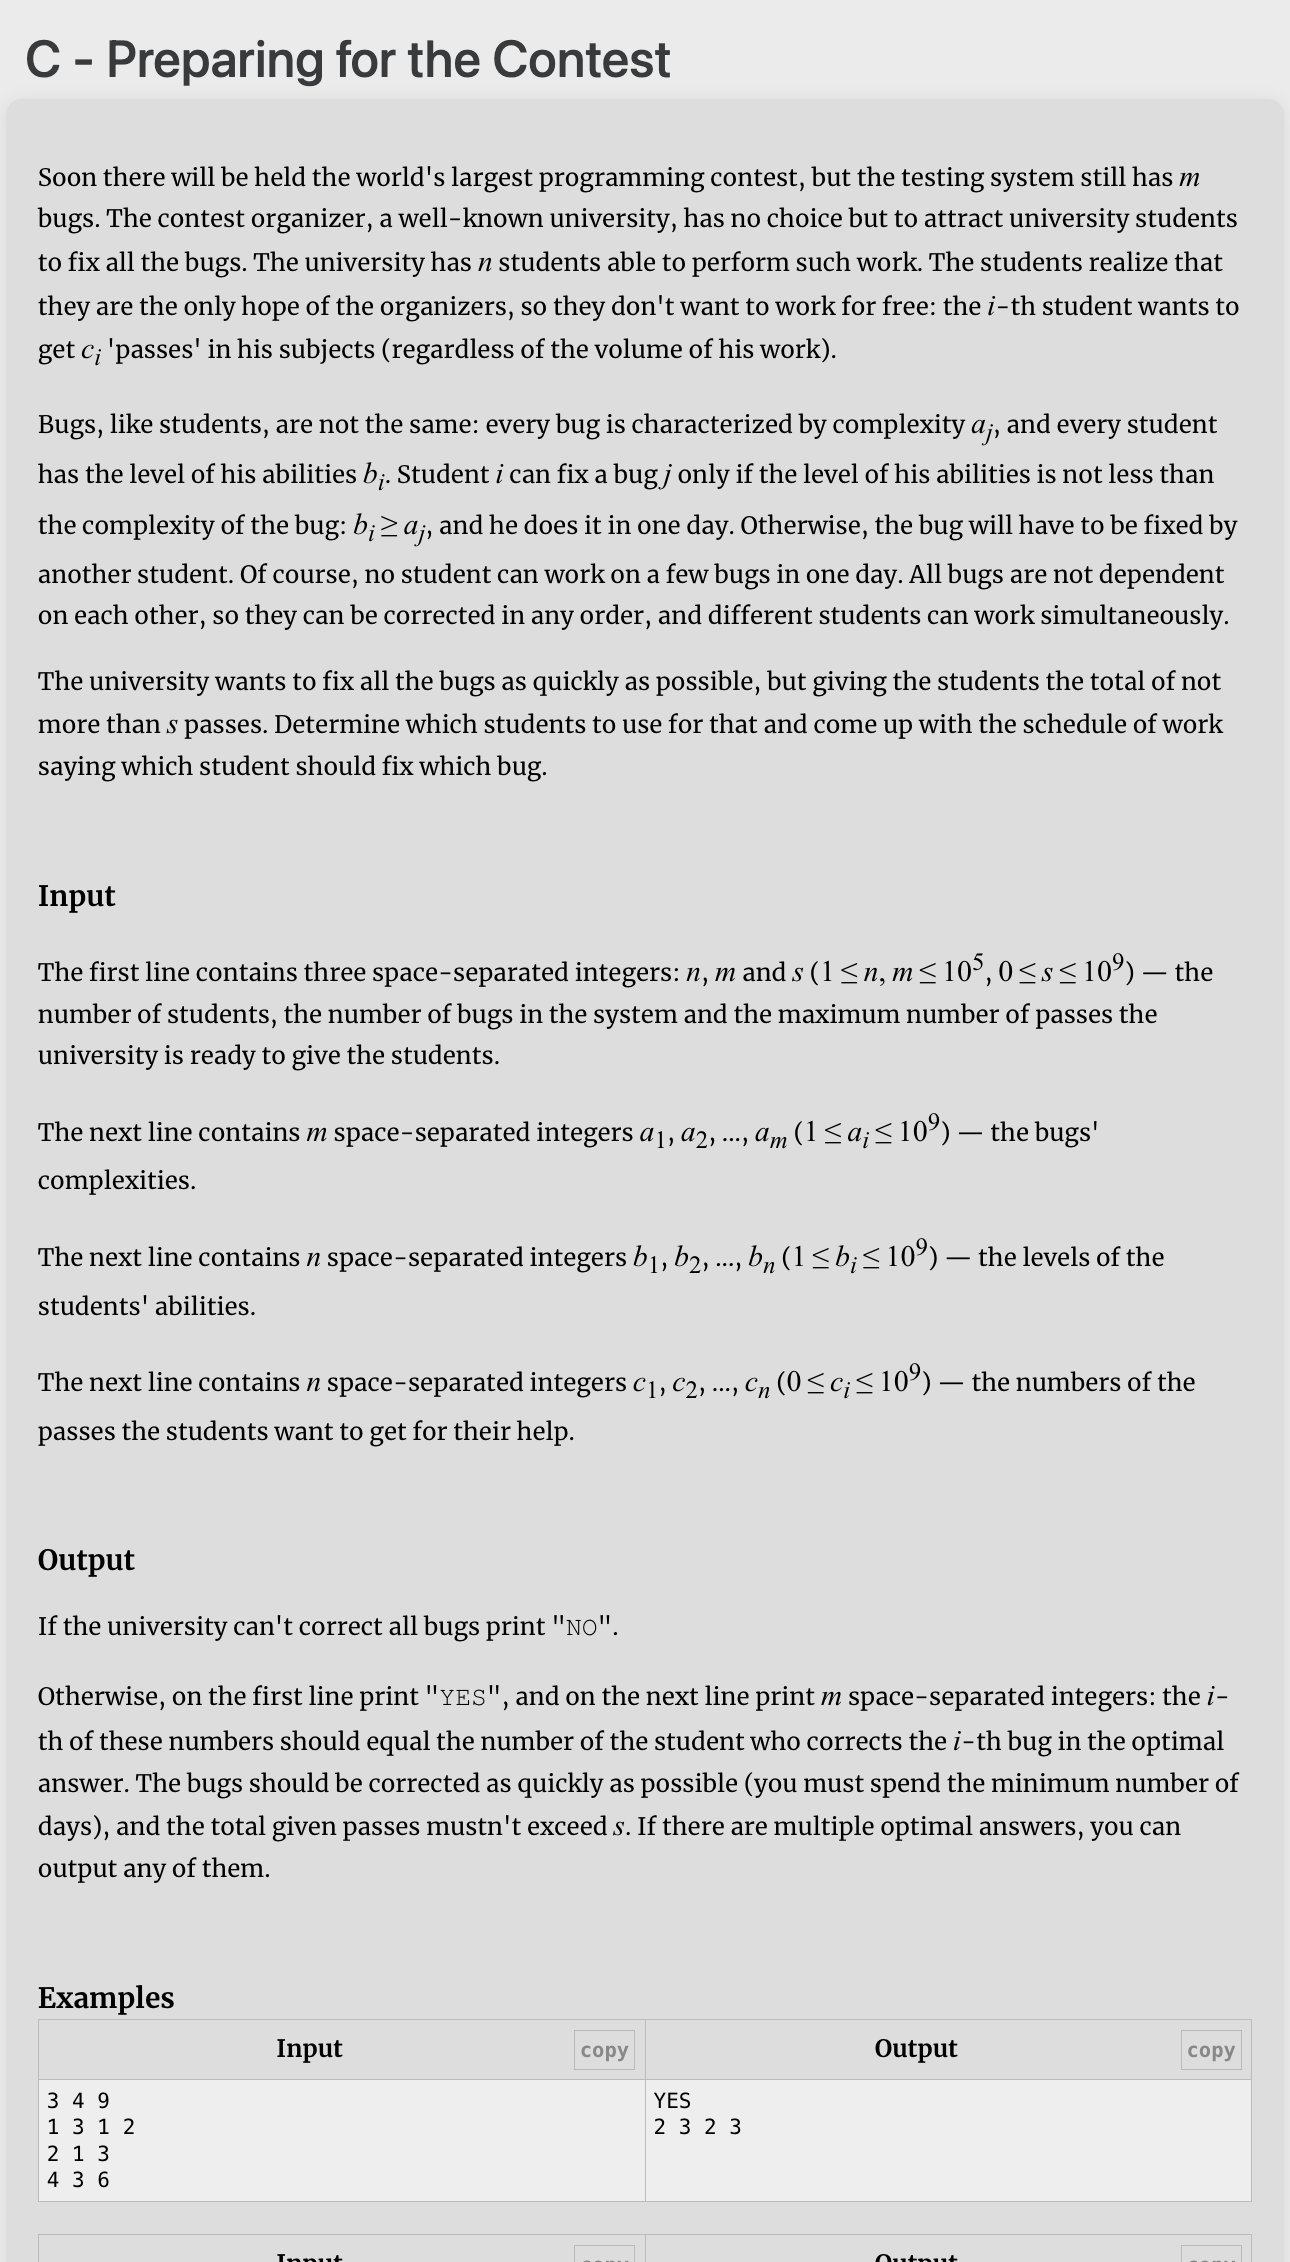 C - Preparing for the Contest
Soon there will be held the world's largest programming contest, but the testing system still has m
bugs. The contest organizer, a well-known university, has no choice but to attract university students
to fix all the bugs. The university has n students able to perform such work. The students realize that
they are the only hope of the organizers, so they don't want to work for free: the i-th student wants to
get c_i 'passes' in his subjects (regardless of the volume of his work).
Bugs, like students, are not the same: every bug is characterized by complexity a_j, and every student
has the level of his abilities b_i. Student i can fix a bug j only if the level of his abilities is not less than
the complexity of the bug: b_i ≥ a_j, and he does it in one day. Otherwise, the bug will have to be fixed by
another student. Of course, no student can work on a few bugs in one day. All bugs are not dependent
on each other, so they can be corrected in any order, and different students can work simultaneously.
The university wants to fix all the bugs as quickly as possible, but giving the students the total of not
more than s passes. Determine which students to use for that and come up with the schedule of work
saying which student should fix which bug.
Input
The first line contains three space-separated integers: n, m and s (1 ≤ n, m ≤ 10^5, 0 ≤ s ≤ 10^9) — the
number of students, the number of bugs in the system and the maximum number of passes the
university is ready to give the students.
The next line contains m space-separated integers a_1, a_2, ..., a_m (1 ≤ a_i ≤ 10^9) — the bugs'
complexities.
The next line contains n space-separated integers b_1, b_2, ..., b_n (1 ≤ b_i ≤ 10^9) — the levels of the
students' abilities.
The next line contains n space-separated integers c_1, c_2, ..., c_n (0 ≤ c_i ≤ 10^9) — the numbers of the
passes the students want to get for their help.
Output
If the university can't correct all bugs print "NO".
Otherwise, on the first line print "YES", and on the next line print m space-separated integers: the i-
th of these numbers should equal the number of the student who corrects the i-th bug in the optimal
answer. The bugs should be corrected as quickly as possible (you must spend the minimum number of
days), and the total given passes mustn't exceed s. If there are multiple optimal answers, you can
output any of them.
Examples
Input copy Output copy
3 4 9
1 3 1 2
2 1 3
4 3 6
YES
2 3 2 3
Input copy Output copy